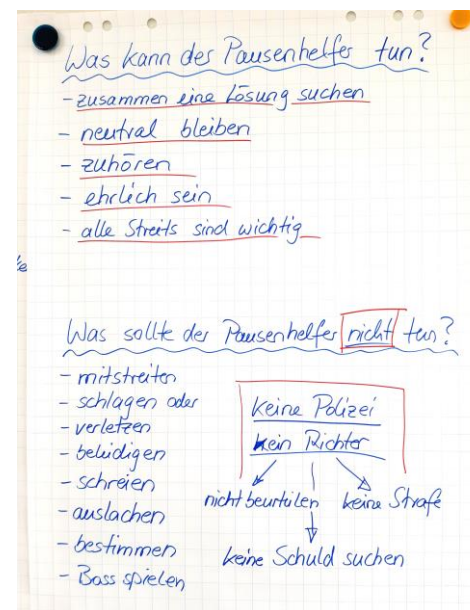 Was kann der Pausenhelfer tun?
- zusammen eine Lösung suchen
- neutral bleiben
- zuhören
- ehrlich sein
- alle Streits sind wichtig
Was sollte der Pausenhelfer nicht tun?
- mitstreiten
- schlagen oder
- verletzen
- beleidigen
- schreien
- auslachen
- bestimmen
- Boss spielen
keine Polizei
kein Richter
nicht beurteilen
keine Strafe
keine Schuld suchen